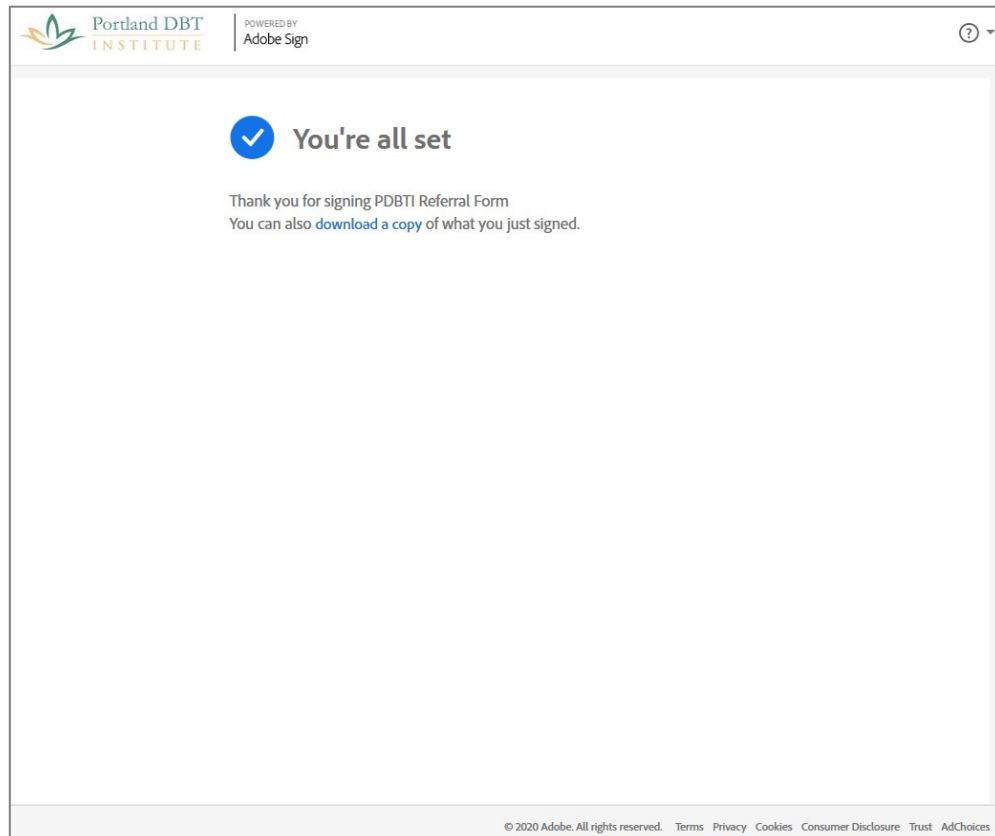 Portland DBT
INSTITUTE
POWERED BY
Adobe Sign
?
You're all set
Thank you for signing PDBTI Referral Form
You can also download a copy of what you just signed.
© 2020 Adobe. All rights reserved. Terms Privacy Cookies Consumer Disclosure Trust AdChoices